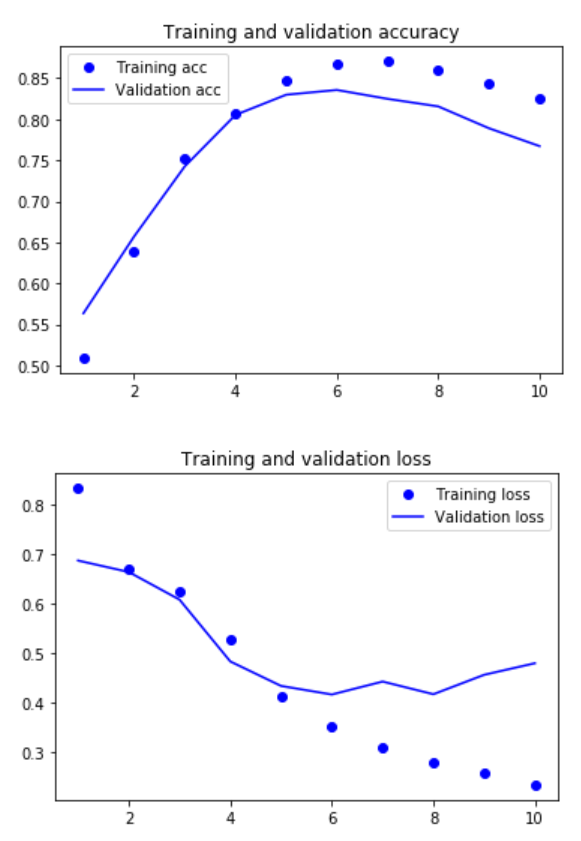 Training and validation accuracy
Training acc
Validation acc
0.85
0.80
0.75
0.70
0.65
0.60
0.55
0.50
2 4 6 8 10
Training and validation loss
Training loss
Validation loss
0.8
0.7
0.6
0.5
0.4
0.3
2 4 6 8 10